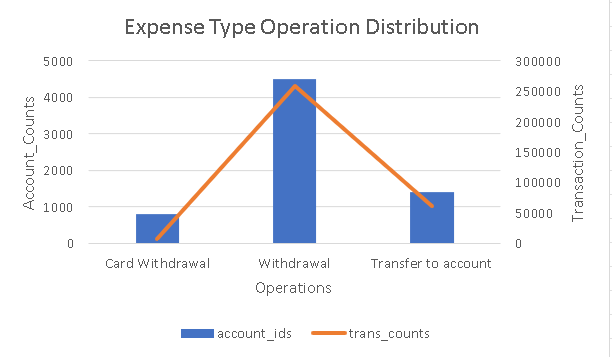 Expense Type Operation Distribution
5000
4000
3000
2000
1000
0
Account_Counts
300000
250000
200000
150000
100000
50000
0
Transaction_Counts
Card Withdrawal
Withdrawal
Transfer to account
Operations
account_ids
trans_counts